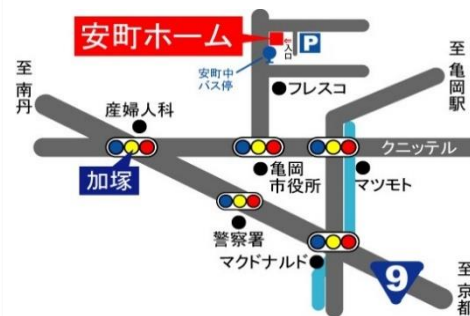 安町ホーム
入口
P
安町中
バス停
フレスコ
至亀岡駅
至南丹
産婦人科
クニッテル
加塚
亀岡
市役所
マツモト
警察署
マクドナルド
9
至京都